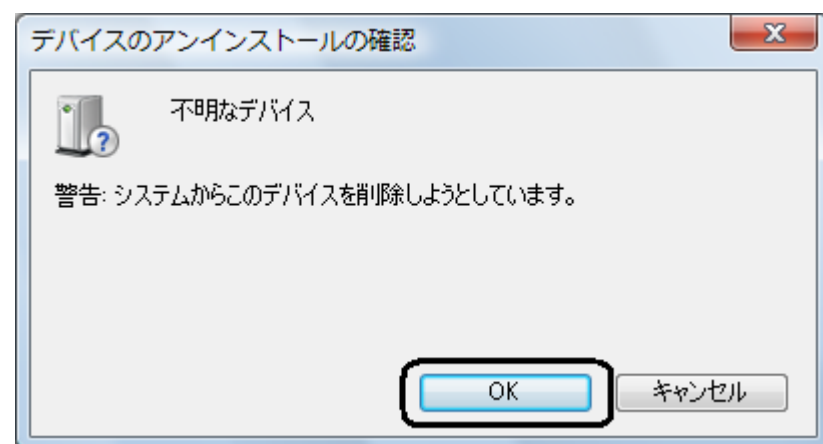 デバイスのアンインストールの確認
不明なデバイス
警告: システムからこのデバイスを削除しようとしています。
OK
キャンセル